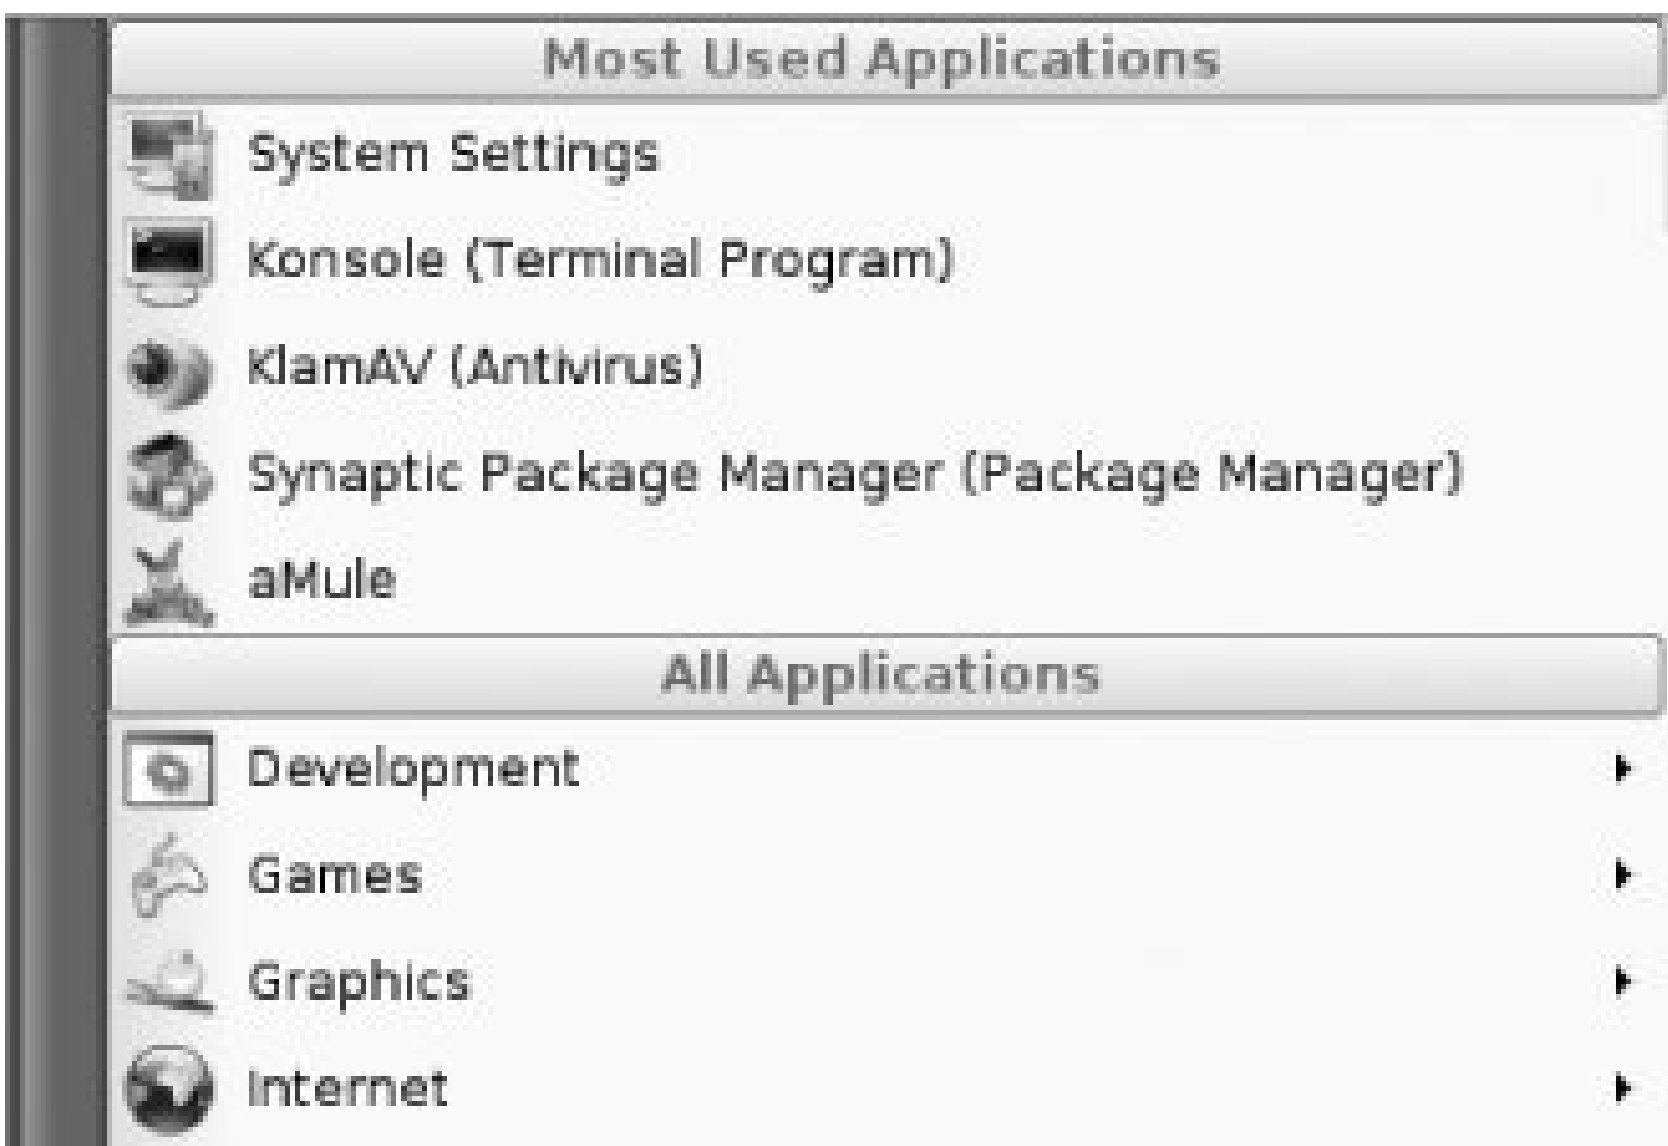 Most Used Applications
System Settings
Konsole (Terminal Program)
KlamAV (Antivirus)
Synaptic Package Manager (Package Manager)
aMule
All Applications
Development
Games
Graphics
Internet